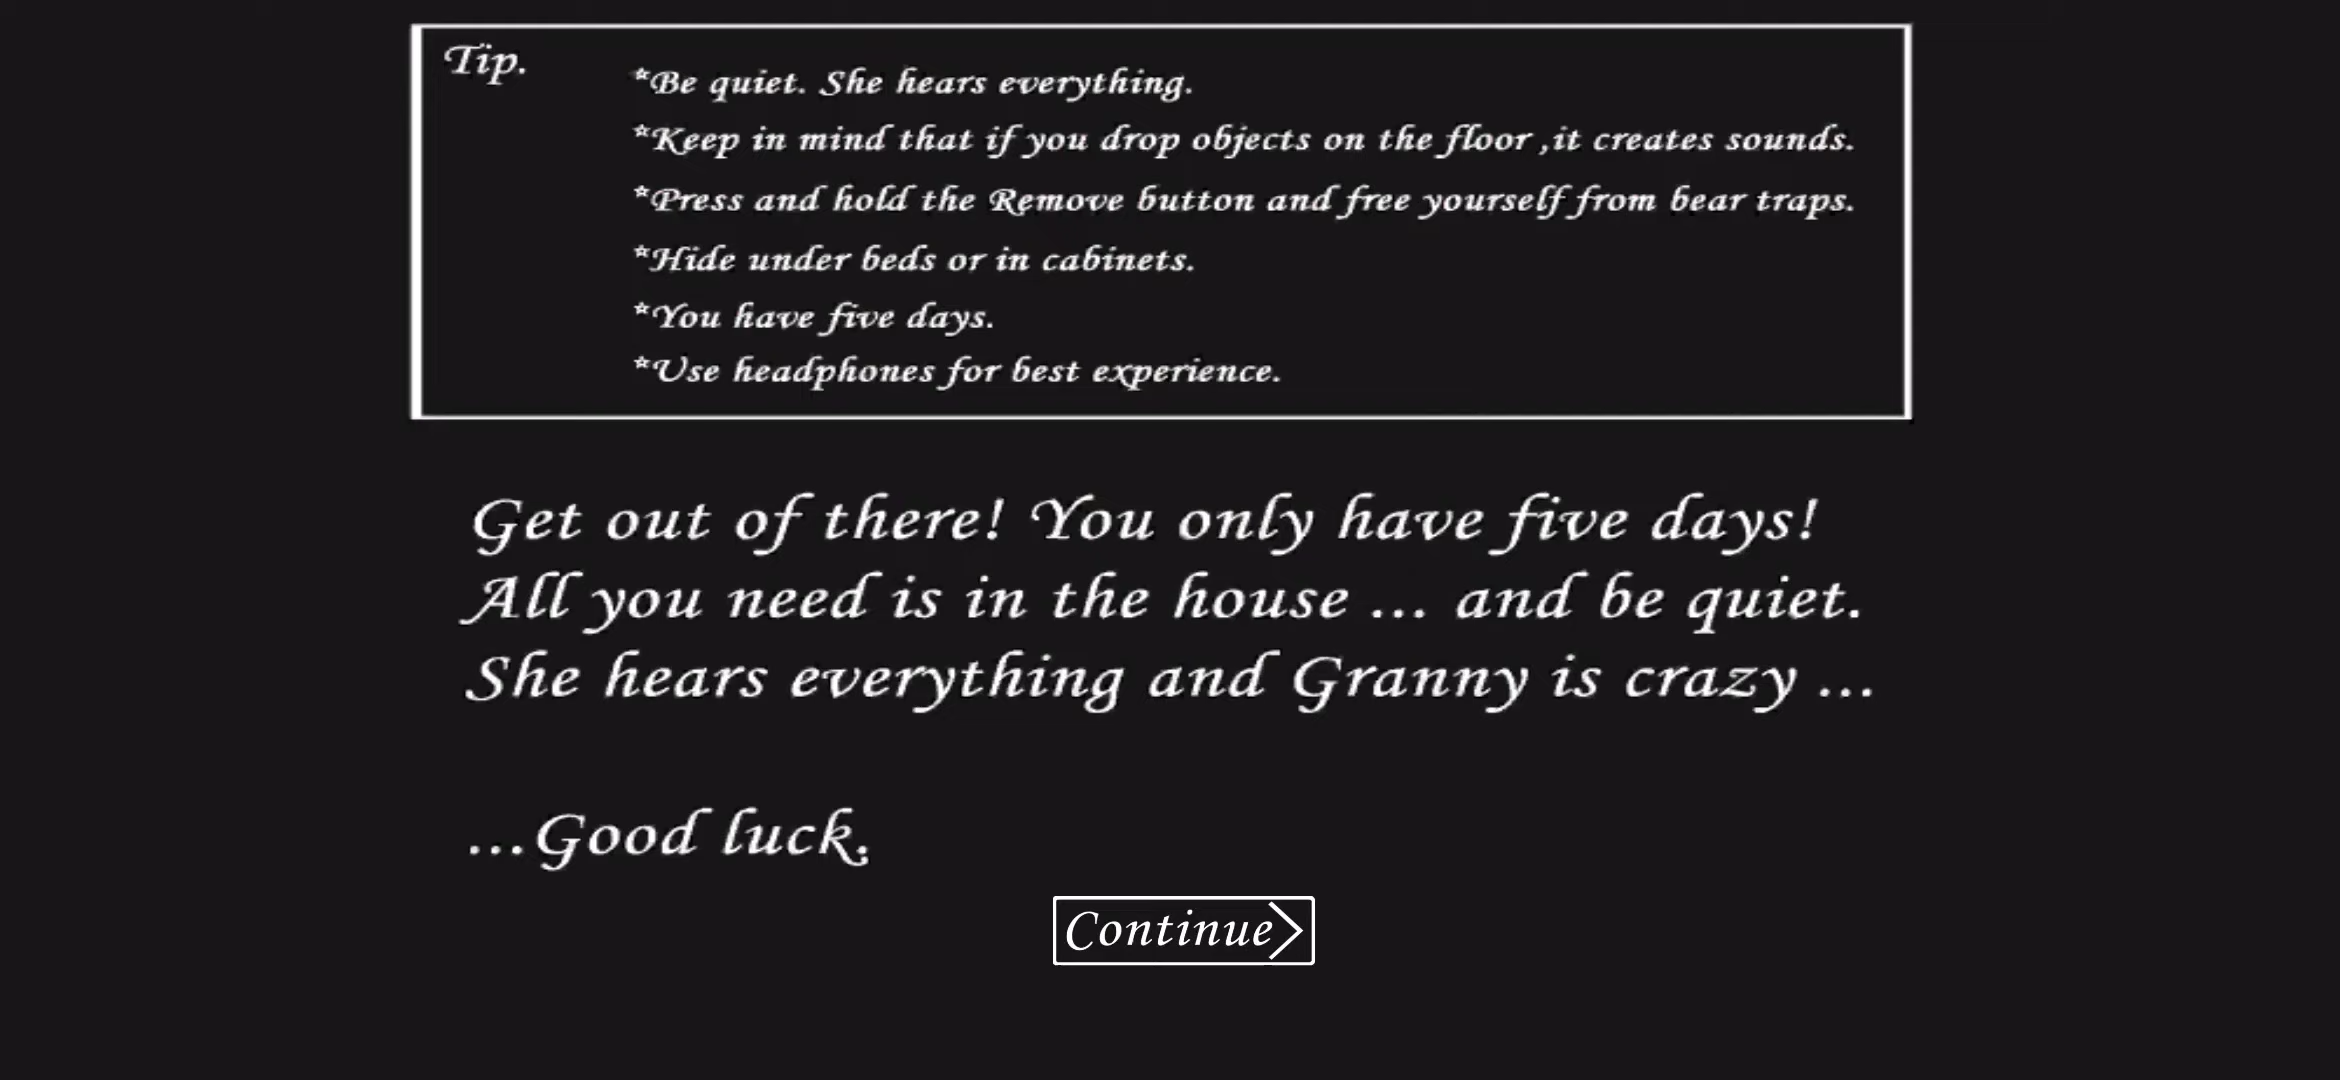 Tip.
*Be quiet. She hears everything.
*Keep in mind that if you drop objects on the floor ,it creates sounds.
*Press and hold the Remove button and free yourself from bear traps.
*Hide under beds or in cabinets.
*You have five days.
*Use headphones for best experience.
Get out of there! You only have five days!
All you need is in the house ... and be quiet.
She hears everything and Granny is crazy ...
...Good luck.
Continue>